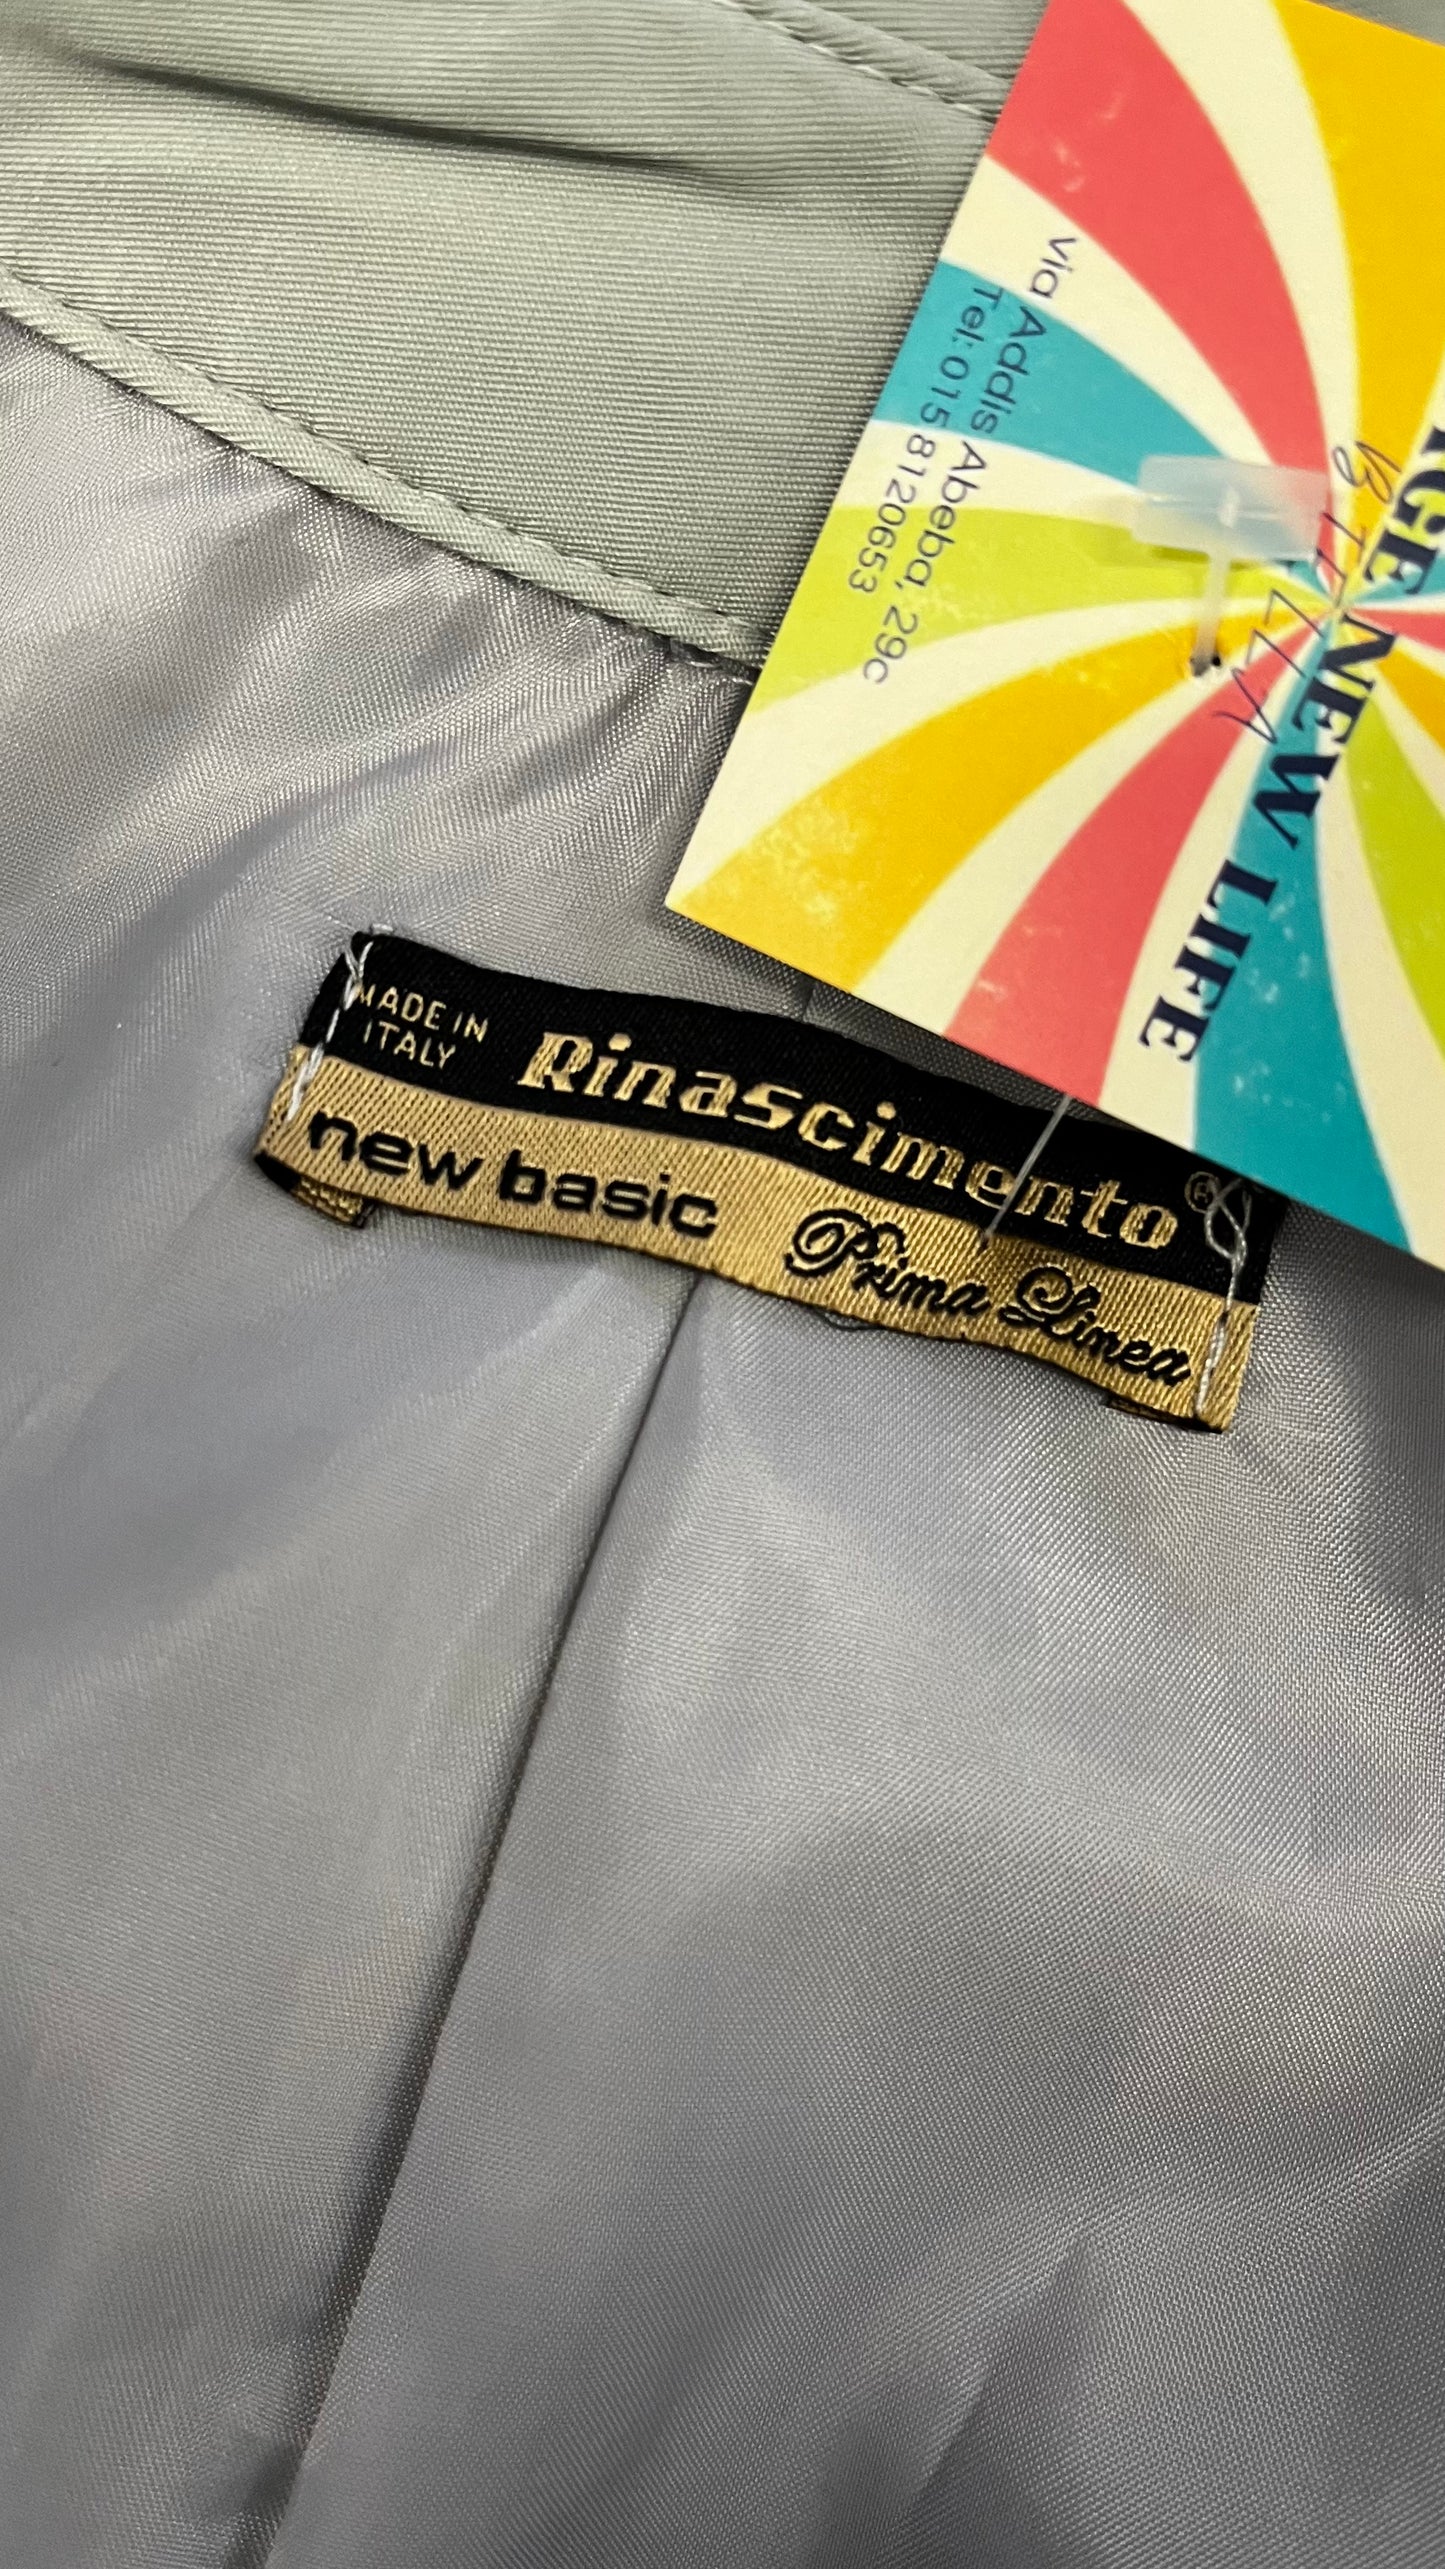 via Addis Abeba, 29c
Tel: 015 8120653
NEW LIFE
MADE IN
ITALY
Rinascimento®
new basic
Prima Linea